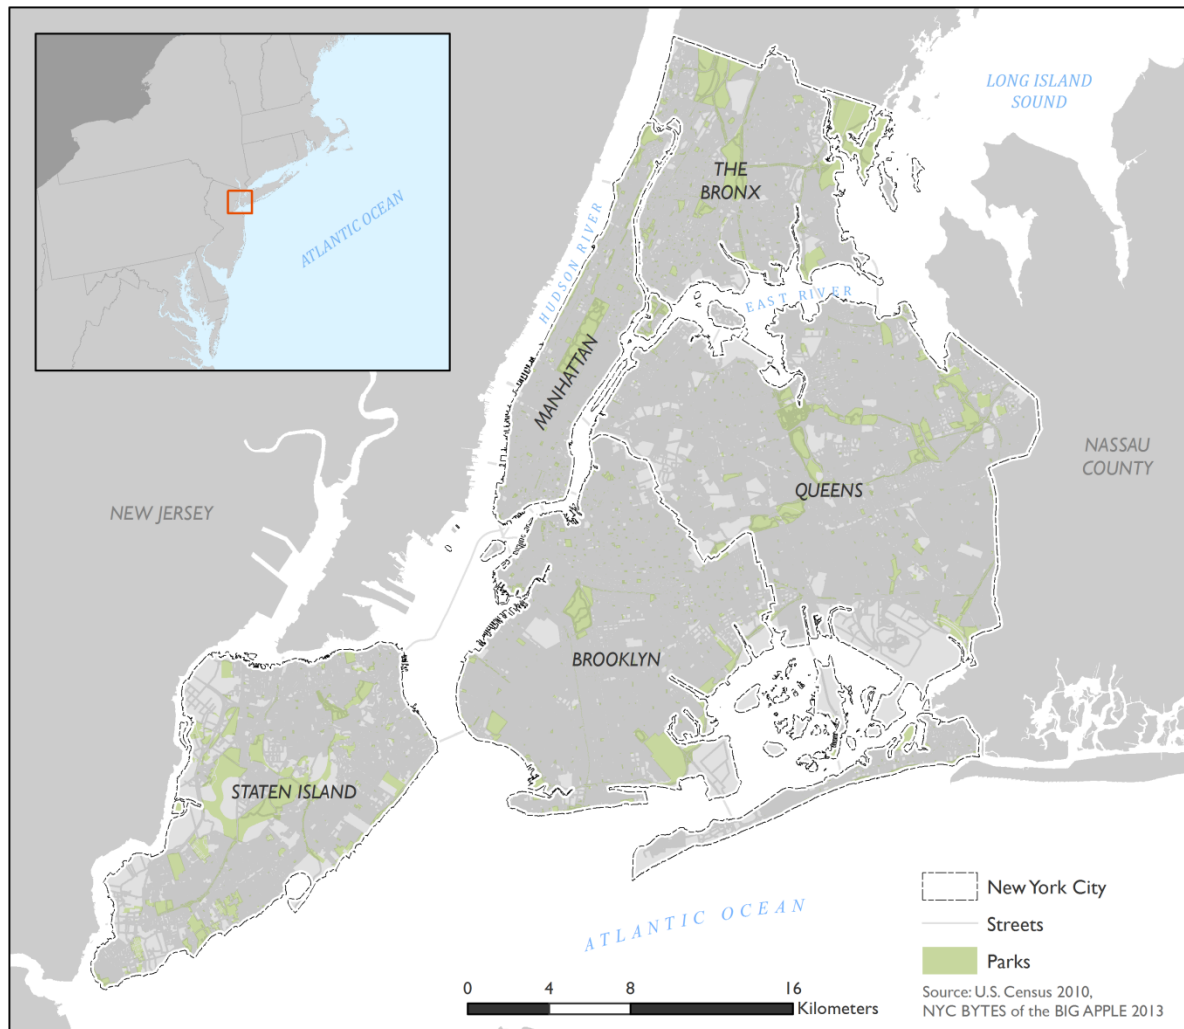 LONG ISLAND
SOUND
ATLANTIC OCEAN
THE
BRONX
HUDSON RIVER
EAST RIVER
MANHATTAN
NASSAU
COUNTY
QUEENS
NEW JERSEY
BROOKLYN
STATEN ISLAND
ATLANTIC OCEAN
New York City
Streets
Parks
Source: U.S. Census 2010,
NYC BYTES of the BIG APPLE 2013
0 4 8 16
Kilometers